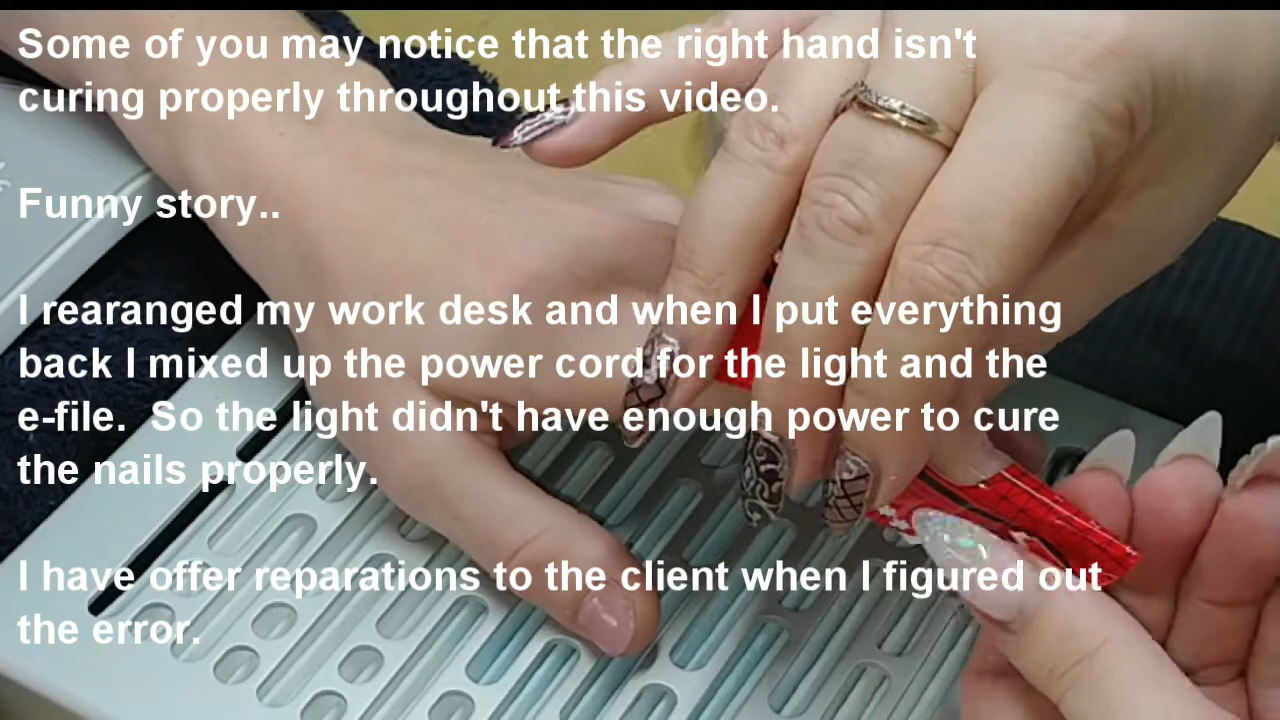 Some of you may notice that the right hand isn't
curing properly throughout this video.
Funny story..
I rearanged my work desk and when I put everything
back I mixed up the power cord for the light and the
e-file.  So the light didn't have enough power to cure
the nails properly.
I have offer reparations to the client when I figured out
the error.